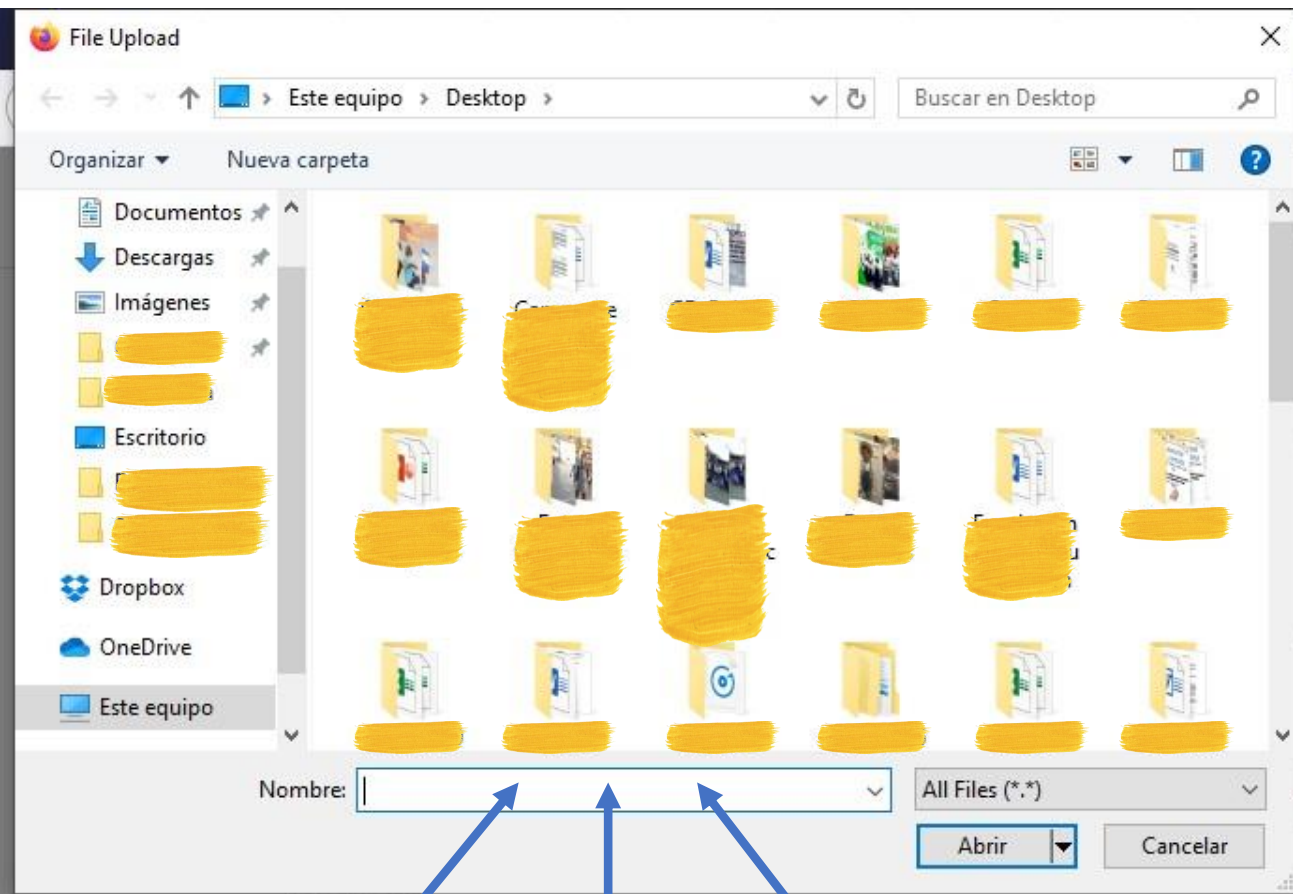 File Upload
Este equipo > Desktop >
Buscar en Desktop
Organizar
Nueva carpeta
Documentos
Descargas
Imágenes
Escritorio
Dropbox
OneDrive
Este equipo
Nombre:
All Files (*.*)
Abrir
Cancelar